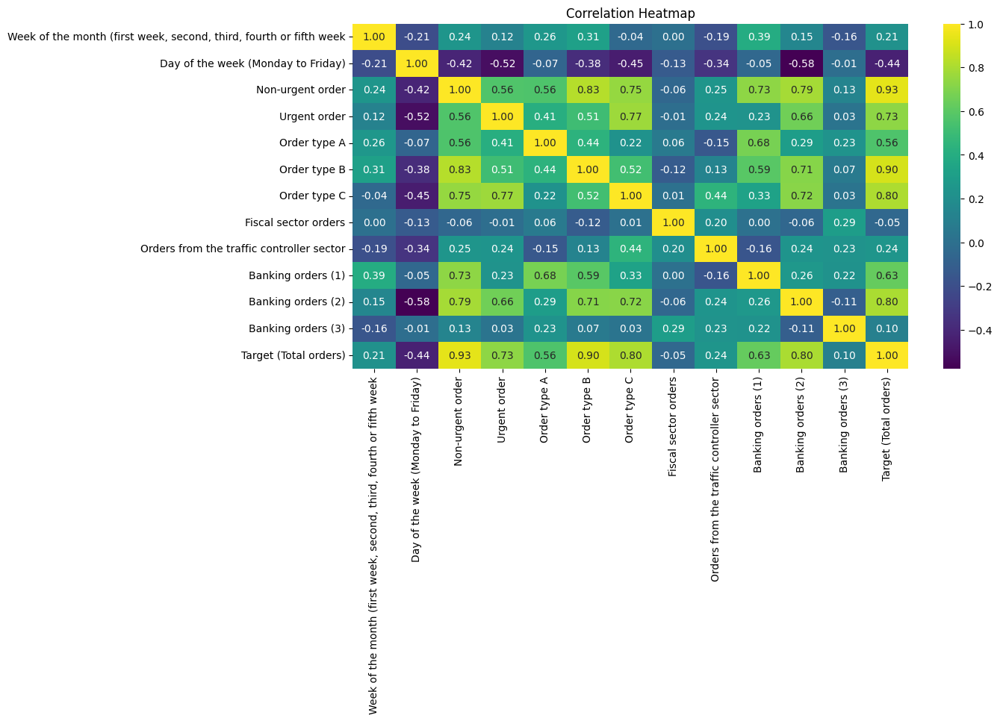 Correlation Heatmap
Week of the month (first week, second, third, fourth or fifth week 1.00 -0.21 0.24 0.12 0.26 0.31 -0.04 0.00 -0.19 0.39 0.15 -0.16 0.21
Day of the week (Monday to Friday) -0.21 1.00 -0.42 -0.52 -0.07 -0.38 -0.45 -0.13 -0.34 -0.05 -0.58 -0.01 -0.44
Non-urgent order 0.24 -0.42 1.00 0.56 0.56 0.83 0.75 -0.06 0.25 0.73 0.79 0.13 0.93
Urgent order 0.12 -0.52 0.56 1.00 0.41 0.51 0.77 -0.01 0.24 0.23 0.66 0.03 0.73
Order type A 0.26 -0.07 0.56 0.41 1.00 0.44 0.22 0.06 -0.15 0.68 0.29 0.23 0.56
Order type B 0.31 -0.38 0.83 0.51 0.44 1.00 0.52 -0.12 0.13 0.59 0.71 0.07 0.90
Order type C -0.04 -0.45 0.75 0.77 0.22 0.52 1.00 0.01 0.44 0.33 0.72 0.03 0.80
Fiscal sector orders 0.00 -0.13 -0.06 -0.01 0.06 -0.12 0.01 1.00 0.20 0.00 -0.06 0.29 -0.05
Orders from the traffic controller sector -0.19 -0.34 0.25 0.24 -0.15 0.13 0.44 0.20 1.00 -0.16 0.24 0.23 0.24
Banking orders (1) 0.39 -0.05 0.73 0.23 0.68 0.59 0.33 0.00 -0.16 1.00 0.26 0.22 0.63
Banking orders (2) 0.15 -0.58 0.79 0.66 0.29 0.71 0.72 -0.06 0.24 0.26 1.00 -0.11 0.80
Banking orders (3) -0.16 -0.01 0.13 0.03 0.23 0.07 0.03 0.29 0.23 0.22 -0.11 1.00 0.10
Target (Total orders) 0.21 -0.44 0.93 0.73 0.56 0.90 0.80 -0.05 0.24 0.63 0.80 0.10 1.00
Week of the month (first week, second, third, fourth or fifth week
Day of the week (Monday to Friday)
Non-urgent order
Urgent order
Order type A
Order type B
Order type C
Fiscal sector orders
Orders from the traffic controller sector
Banking orders (1)
Banking orders (2)
Banking orders (3)
Target (Total orders)
1.0
0.8
0.6
0.4
0.2
0.0
−0.2
−0.4